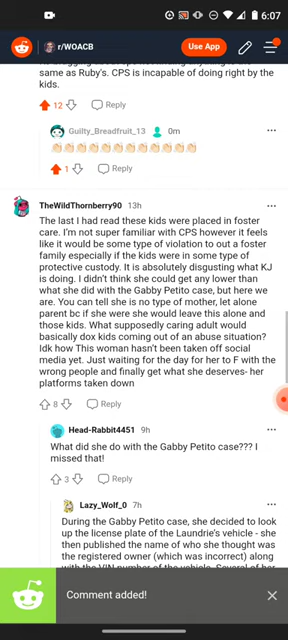 6:07
r/WOACB
Use App
same as Ruby's. CPS is incapable of doing right by the
kids.
12 Reply
Guilty_Breadfruit_13 0m
👏🏻👏🏻👏🏻👏🏻👏🏻👏🏻👏🏻👏🏻👏🏻👏🏻👏🏻👏🏻
1 Reply
TheWildThornberry90 13h
The last I had read these kids were placed in foster
care. I'm not super familiar with CPS however it feels
like it would be some type of violation to out a foster
family especially if the kids were in some type of
protective custody. It is absolutely disgusting what KJ
is doing. I didn't think she could get any lower than
what she did with the Gabby Petito case, but here we
are. You can tell she is no type of mother, let alone
parent bc if she were she would leave this alone and
those kids. What supposedly caring adult would
basically dox kids coming out of an abuse situation?
Idk how This woman hasn't been taken off social
media yet. Just waiting for the day for her to F with the
wrong people and finally get what she deserves- her
platforms taken down
8 Reply
Head-Rabbit4451 9h
What did she do with the Gabby Petito case??? I
missed that!
3 Reply
Lazy_Wolf_0 7h
During the Gabby Petito case, she decided to look
up the license plate of the Laundrie's vehicle - she
then published the name of who she thought was
the registered owner (which was incorrect) along
with the VIN number of the vehicle. Several of her
Comment added!